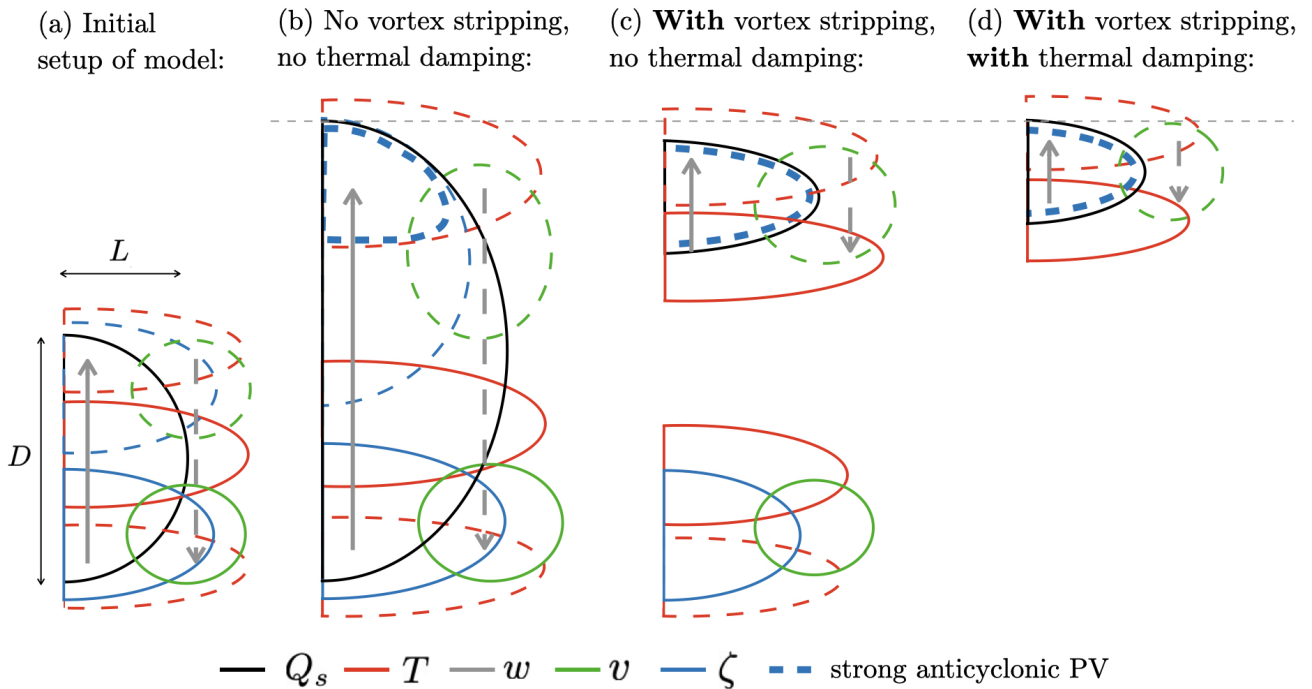 (a) Initial
setup of model:
(b) No vortex stripping,
no thermal damping:
(c) With vortex stripping,
no thermal damping:
(d) With vortex stripping,
with thermal damping:
L
D
Q_s T w v ζ strong anticyclonic PV